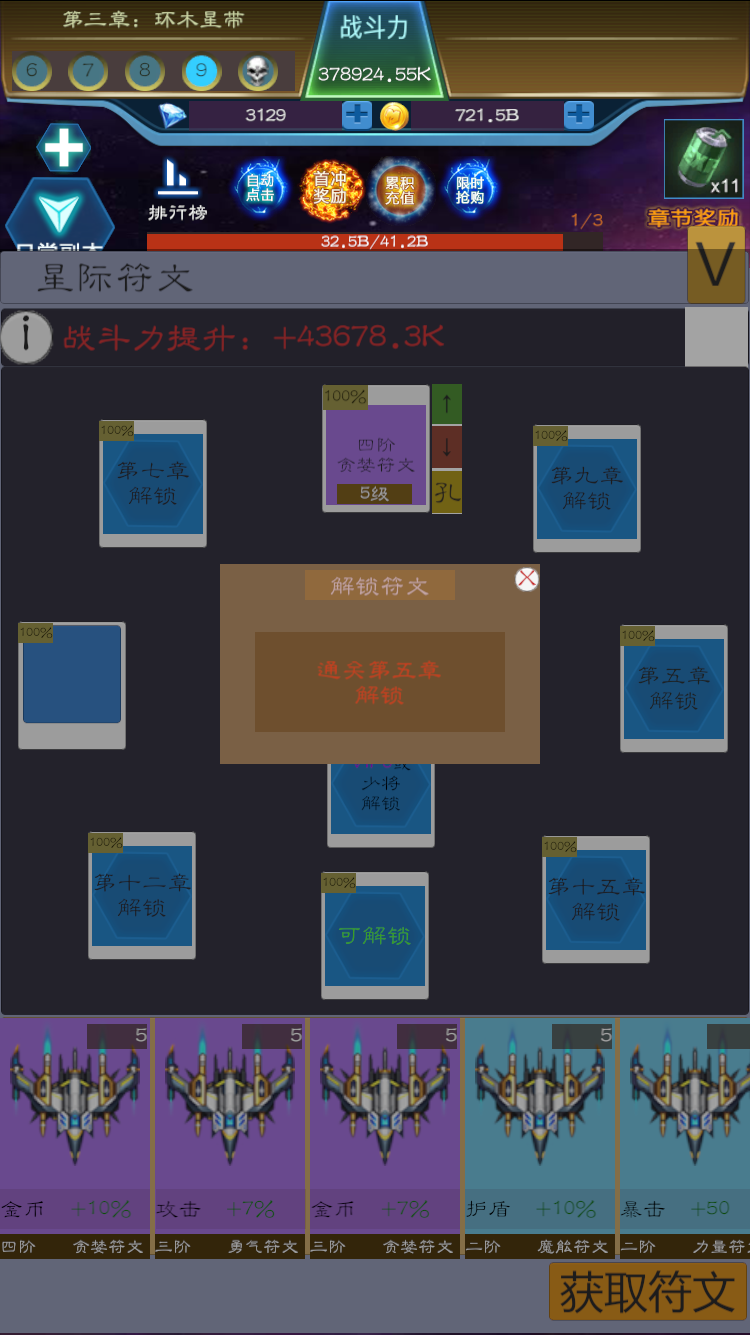 第三章：环木星带
战斗力
6
7
8
9
378924.55K
3129
721.5B
自动
点击
首冲
奖励
累积
充值
限时
抢购
x11
排行榜
1/3
章节奖励
32.5B/41.2B
星际符文
V
战斗力提升：+43678.3K
100%
四阶
贪婪符文
5级
↑
↓
孔
100%
第七章
解锁
100%
第九章
解锁
解锁符文
通关第五章
解锁
100%
100%
第五章
解锁
少将
解锁
100%
第十二章
解锁
100%
可解锁
100%
第十五章
解锁
5
5
5
5
金币 +10%
攻击 +7%
金币 +7%
护盾 +10%
暴击 +50
四阶 贪婪符文
三阶 勇气符文
三阶 贪婪符文
二阶 魔能符文
二阶 力量符
获取符文